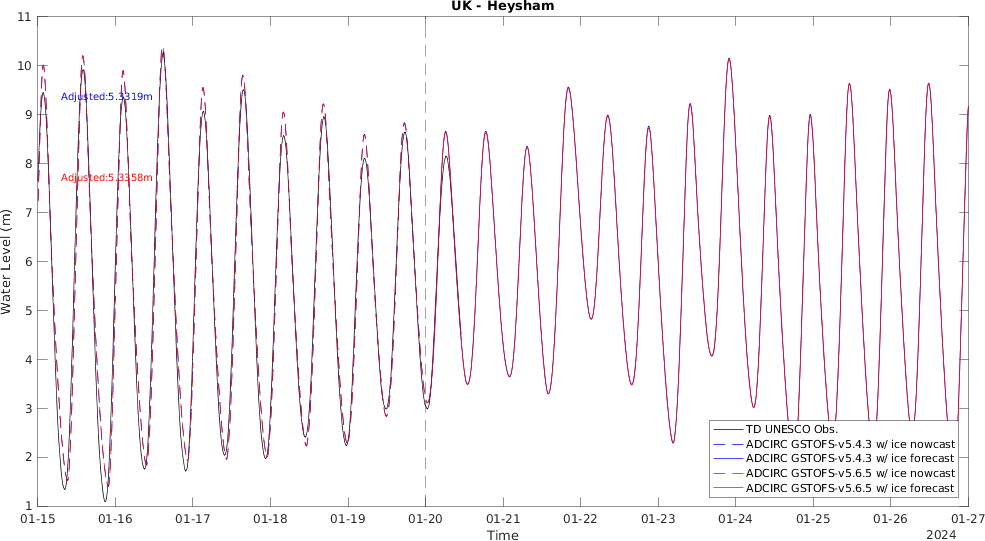 UK - Heysham
11
10
9
8
7
6
5
4
3
2
1
Water Level (m)
Adjusted:5.3319m
Adjusted:5.3358m
TD UNESCO Obs.
ADCIRC GSTOFS-v5.4.3 w/ ice nowcast
ADCIRC GSTOFS-v5.4.3 w/ ice forecast
ADCIRC GSTOFS-v5.6.5 w/ ice nowcast
ADCIRC GSTOFS-v5.6.5 w/ ice forecast
01-15 01-16 01-17 01-18 01-19 01-20 01-21 01-22 01-23 01-24 01-25 01-26 01-27
Time
2024